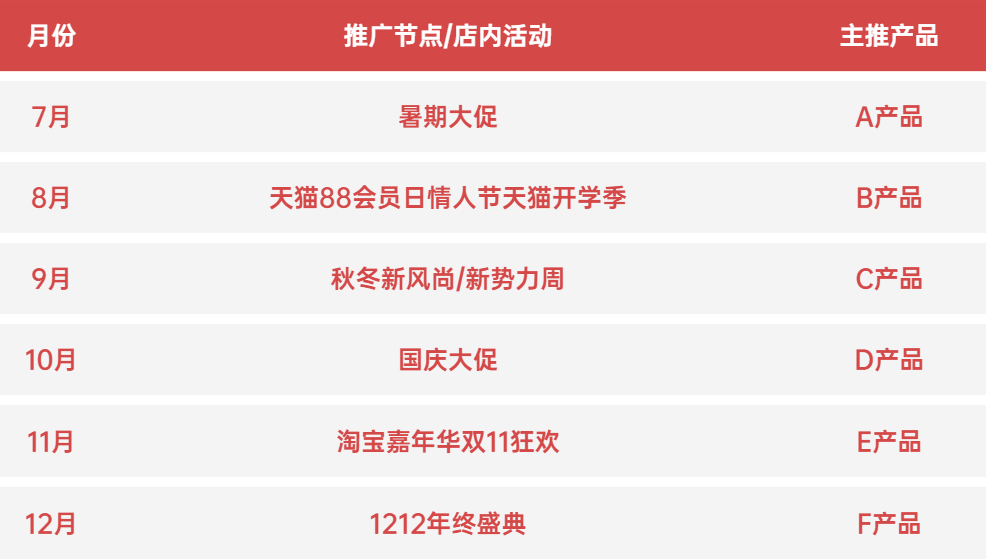 月份 推广节点/店内活动 主推产品
7月 暑期大促 A产品
8月 天猫88会员日情人节天猫开学季 B产品
9月 秋冬新风尚/新势力周 C产品
10月 国庆大促 D产品
11月 淘宝嘉年华双11狂欢 E产品
12月 1212年终盛典 F产品